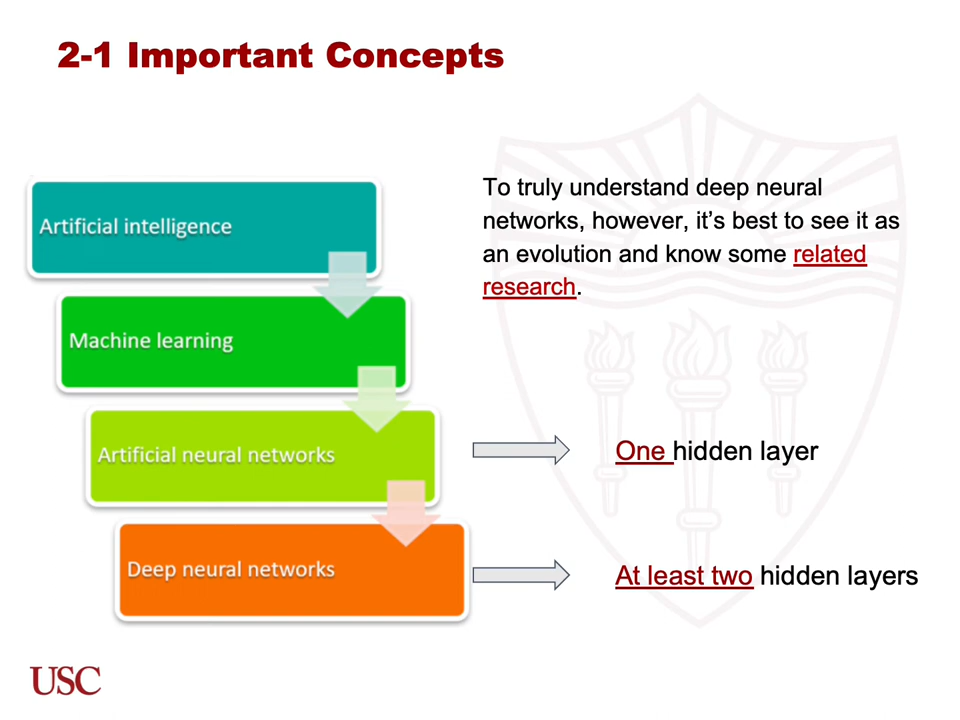 2-1 Important Concepts
Artificial intelligence
Machine learning
Artificial neural networks
Deep neural networks
To truly understand deep neural
networks, however, it’s best to see it as
an evolution and know some related
research.
One hidden layer
At least two hidden layers
USC